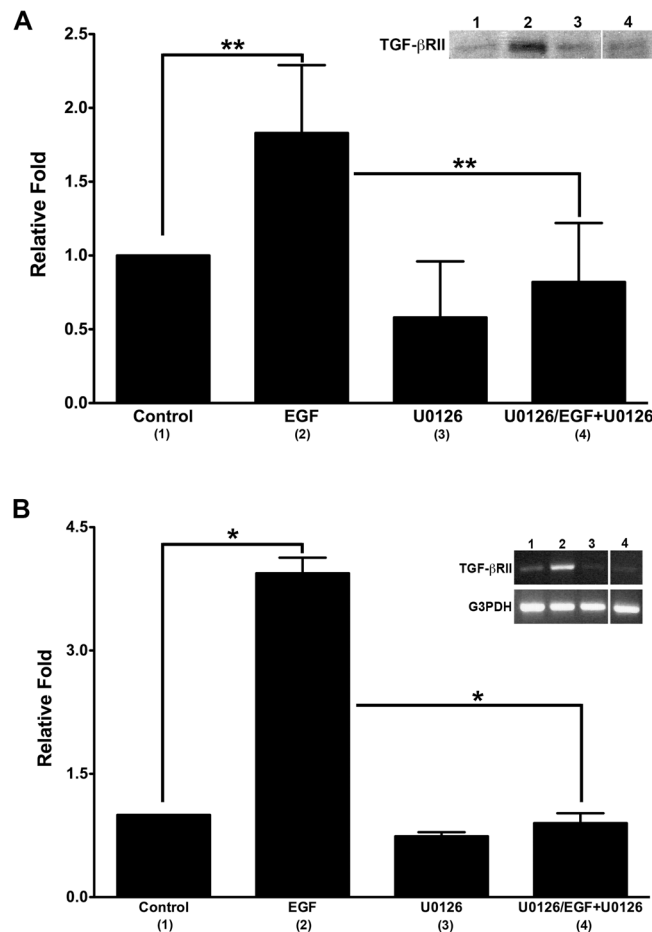 A
1 2 3 4
TGF-βRII
2.5
2.0
1.5
1.0
0.5
0.0
Relative Fold
**
**
Control EGF U0126 U0126/EGF+U0126
(1) (2) (3) (4)
B
1 2 3 4
TGF-βRII
G3PDH
4.5
3.0
1.5
0.0
Relative Fold
*
*
Control EGF U0126 U0126/EGF+U0126
(1) (2) (3) (4)